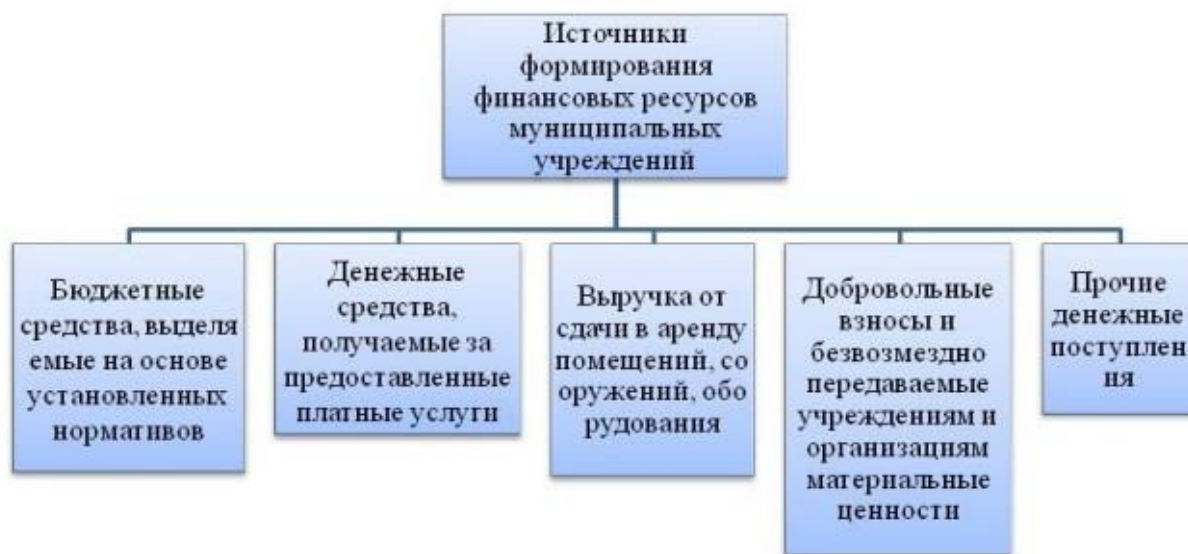 Источники
формирования
финансовых ресурсов
муниципальных
учреждений
Бюджетные
средства, выделя
емые на основе
установленных
нормативов
Денежные
средства,
получаемые за
предоставленные
платные услуги
Выручка от
сдачи в аренду
помещений, со
оружений, обо
рудования
Добровольные
взносы и
безвозмездно
передаваемые
учреждениям и
организациям
материальные
ценности
Прочие
денежные
поступлен
ия